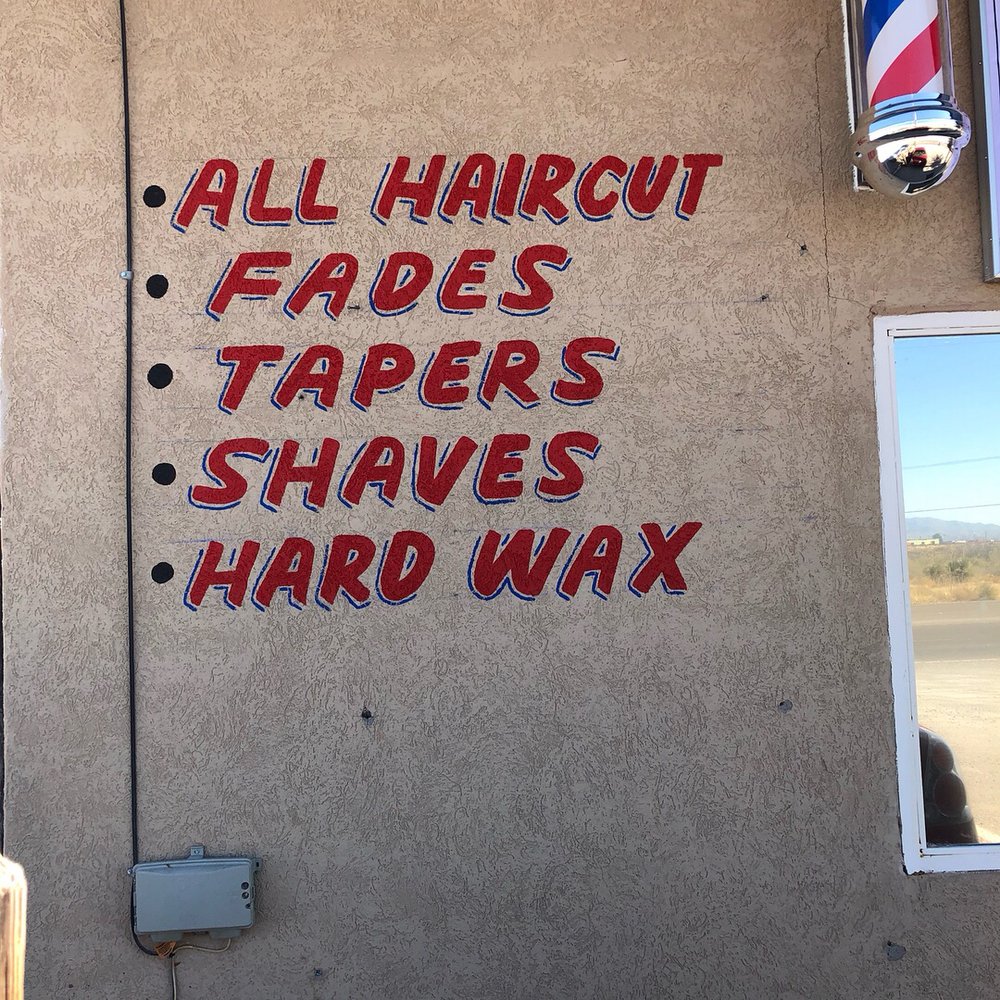 • ALL HAIRCUT
• FADES
• TAPERS
• SHAVES
• HARD WAX